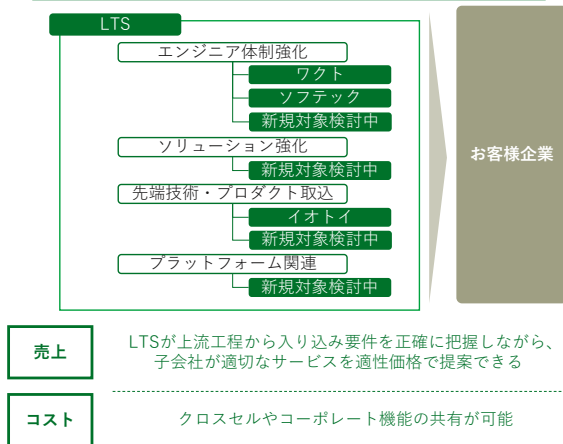 LTS
エンジニア体制強化
ワクト
ソフテック
新規対象検討中
ソリューション強化
新規対象検討中
先端技術・プロダクト取込
イオトイ
新規対象検討中
プラットフォーム関連
新規対象検討中
お客様企業
売上
LTSが上流工程から入り込み要件を正確に把握しながら、
子会社が適切なサービスを適性価格で提案できる
コスト
クロスセルやコーポレート機能の共有が可能